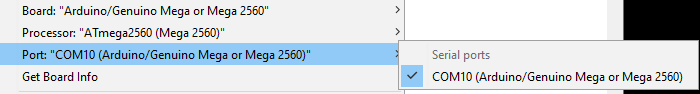 Board: "Arduino/Genuino Mega or Mega 2560"
Processor: "ATmega2560 (Mega 2560)"
Port: "COM10 (Arduino/Genuino Mega or Mega 2560)"
Serial ports
Get Board Info
COM10 (Arduino/Genuino Mega or Mega 2560)